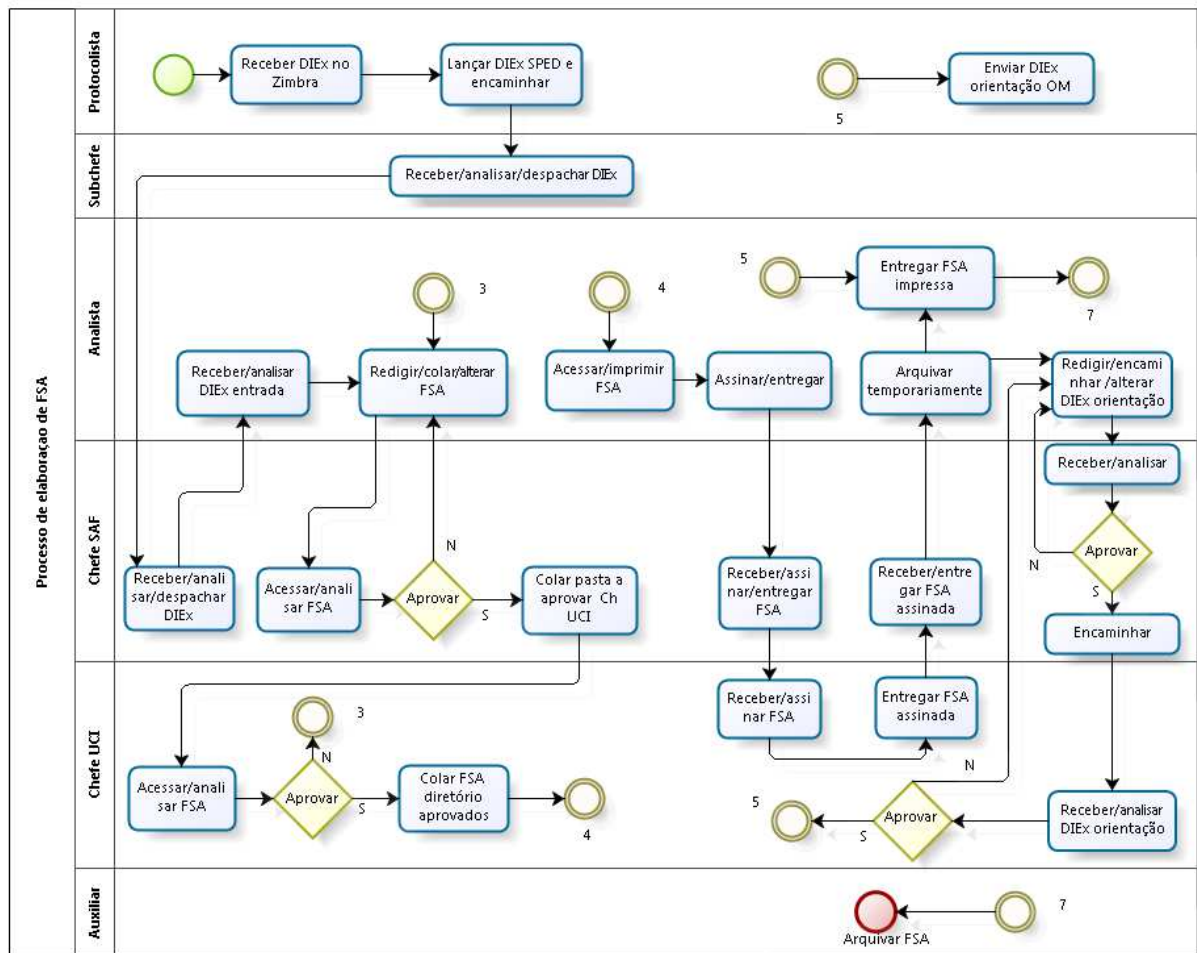 Processo de elaboraçao de FSA
Protocolista
Receber DIEx no
Zimbra
Lançar DIEx SPED e
encaminhar
5
Enviar DIEx
orientação OM
Subchefe
Receber/analisar/despachar DIEx
Analista
3
4
5
Entregar FSA
impressa
7
Receber/analisar
DIEx entrada
Redigir/colar/alterar
FSA
Acessar/imprimir
FSA
Assinar/entregar
Arquivar
temporariamente
Redigir/encami
nhar /alterar
DIEx orientação
Chefe SAF
Receber/analisar
Aprovar
N
S
Receber/anali
sar/despachar
DIEx
Acessar/anali
sar FSA
Aprovar
N
S
Colar pasta a
aprovar Ch
UCI
Receber/assi
nar/entregar
FSA
Receber/entre
gar FSA
assinada
Encaminhar
Chefe UCI
3
N
Acessar/anali
sar FSA
Aprovar
S
Colar FSA
diretório
aprovados
4
Receber/assi
nar FSA
Entregar FSA
assinada
N
5
S
Aprovar
Receber/analisar
DIEx orientação
Auxiliar
Arquivar FSA
7